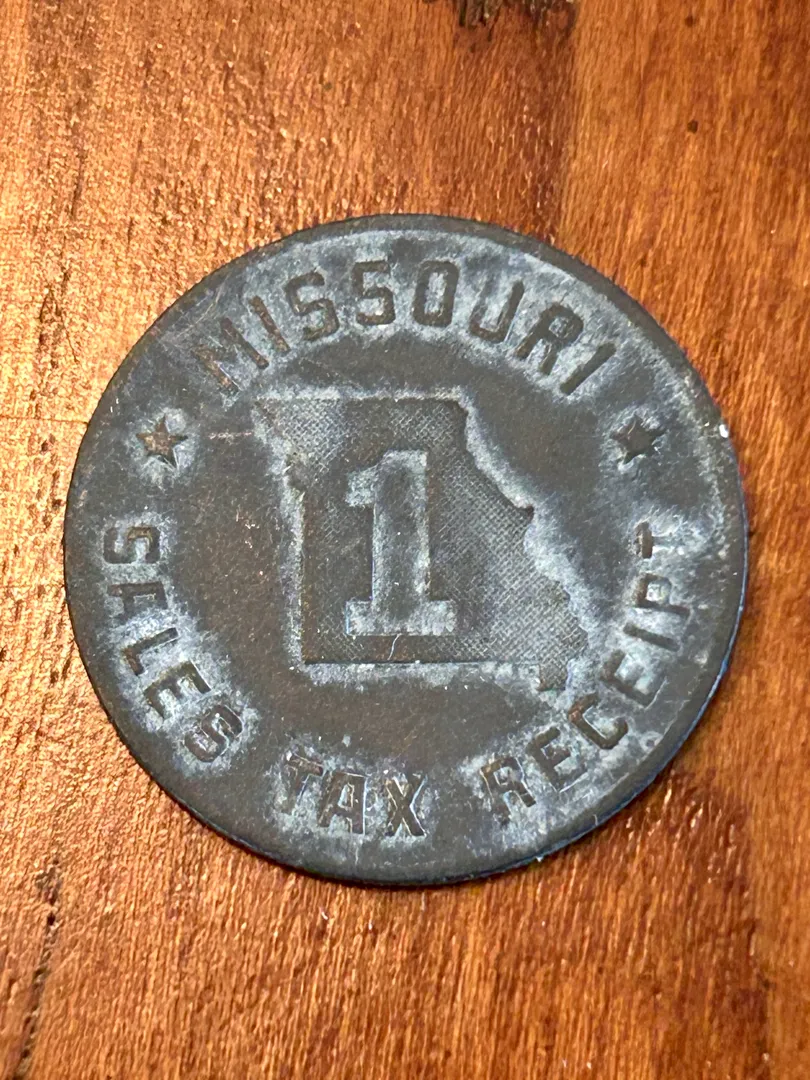 MISSOURI
1
SALES TAX RECEIPT